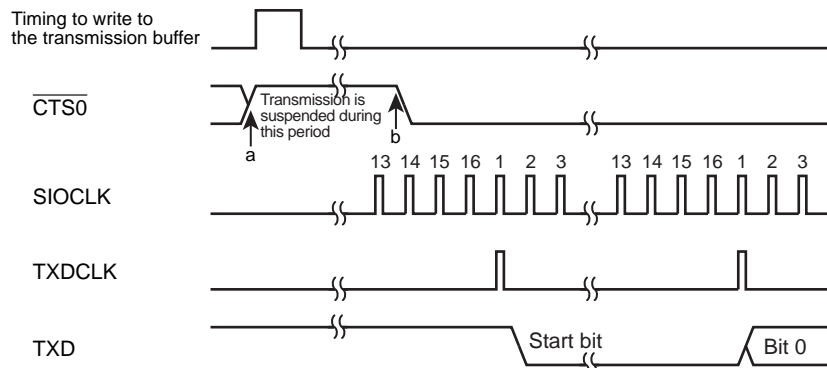 Timing to write to
the transmission buffer
CTS0
Transmission is
suspended during
this period
a
b
13 14 15 16 1 2 3 13 14 15 16 1 2 3
SIOCLK
TXDCLK
TXD
Start bit
Bit 0